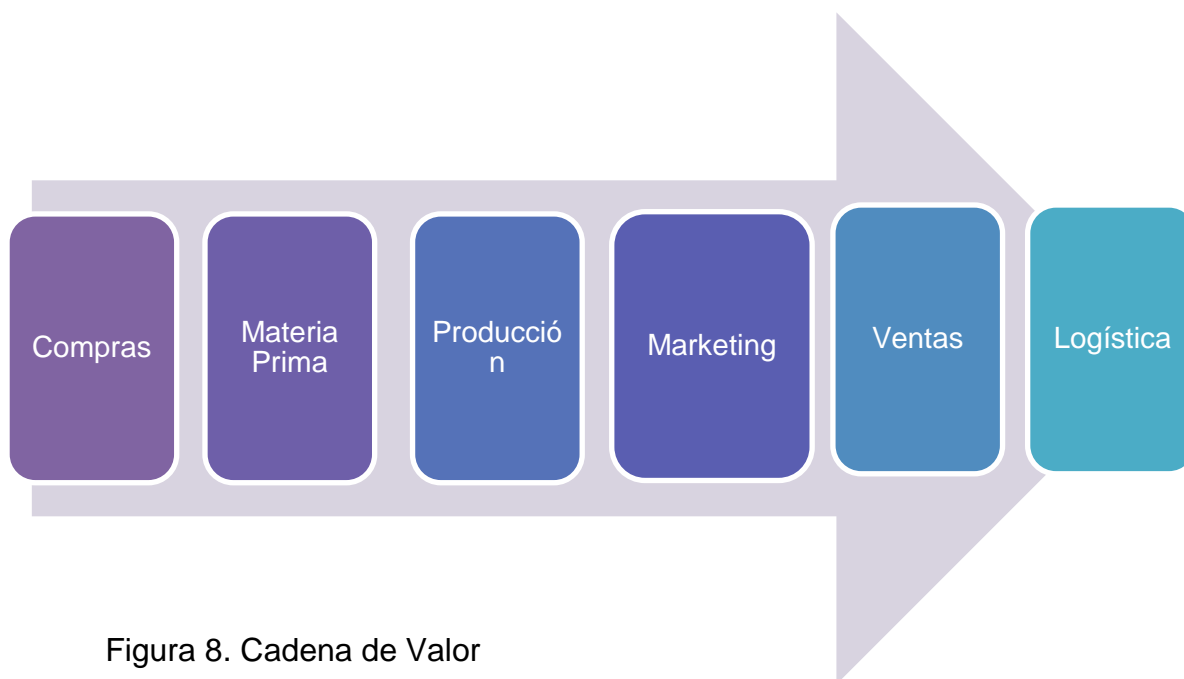 Compras
Materia
Prima
Producció
n
Marketing
Ventas
Logística
Figura 8. Cadena de Valor